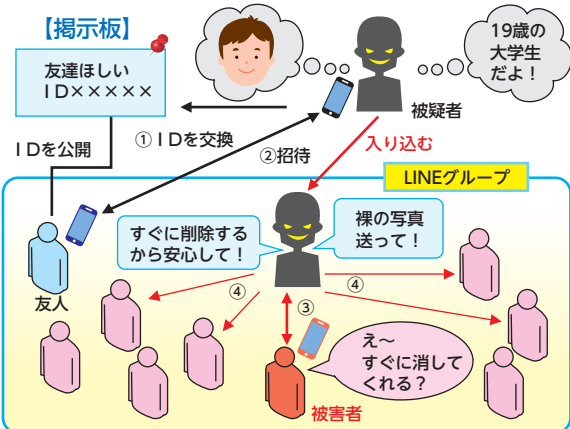 【掲示板】
友達ほしい
ＩＤ×××××
19歳の
大学生
だよ！
被疑者
ＩＤを公開
①ＩＤを交換
②招待
入り込む
LINEグループ
すぐに削除する
から安心して！
裸の写真
送って！
友人
④
③
④
え～
すぐに消して
くれる？
被害者